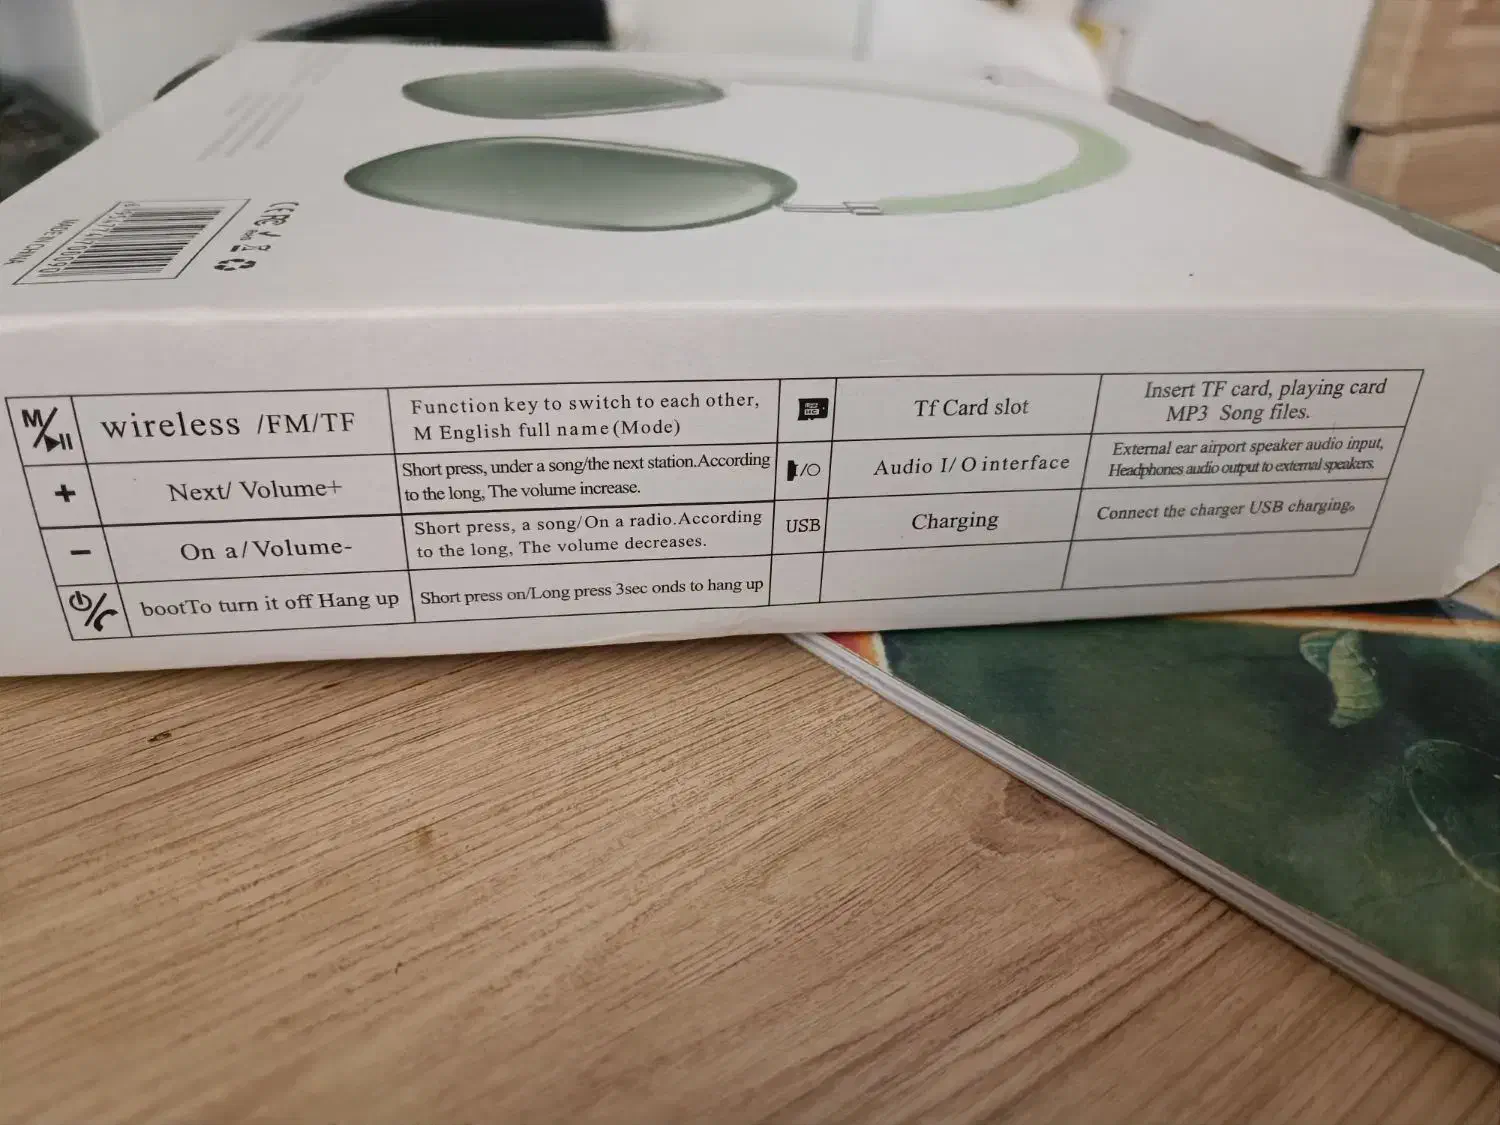 MADE IN CHINA
CE
M/
wireless /FM/TF
Function key to switch to each other,
M English full name(Mode)
Tf Card slot
Insert TF card, playing card
MP3 Song files.
+
Next/ Volume+
Short press, under a song/the next station.According
to the long, The volume increase.
I/O
Audio I/O interface
External ear airport speaker audio input,
Headphones audio output to external speakers.
−
On a/Volume-
Short press, a song/On a radio.According
to the long, The volume decreases.
USB
Charging
Connect the charger USB charging。
bootTo turn it off Hang up
Short press on/Long press 3sec onds to hang up